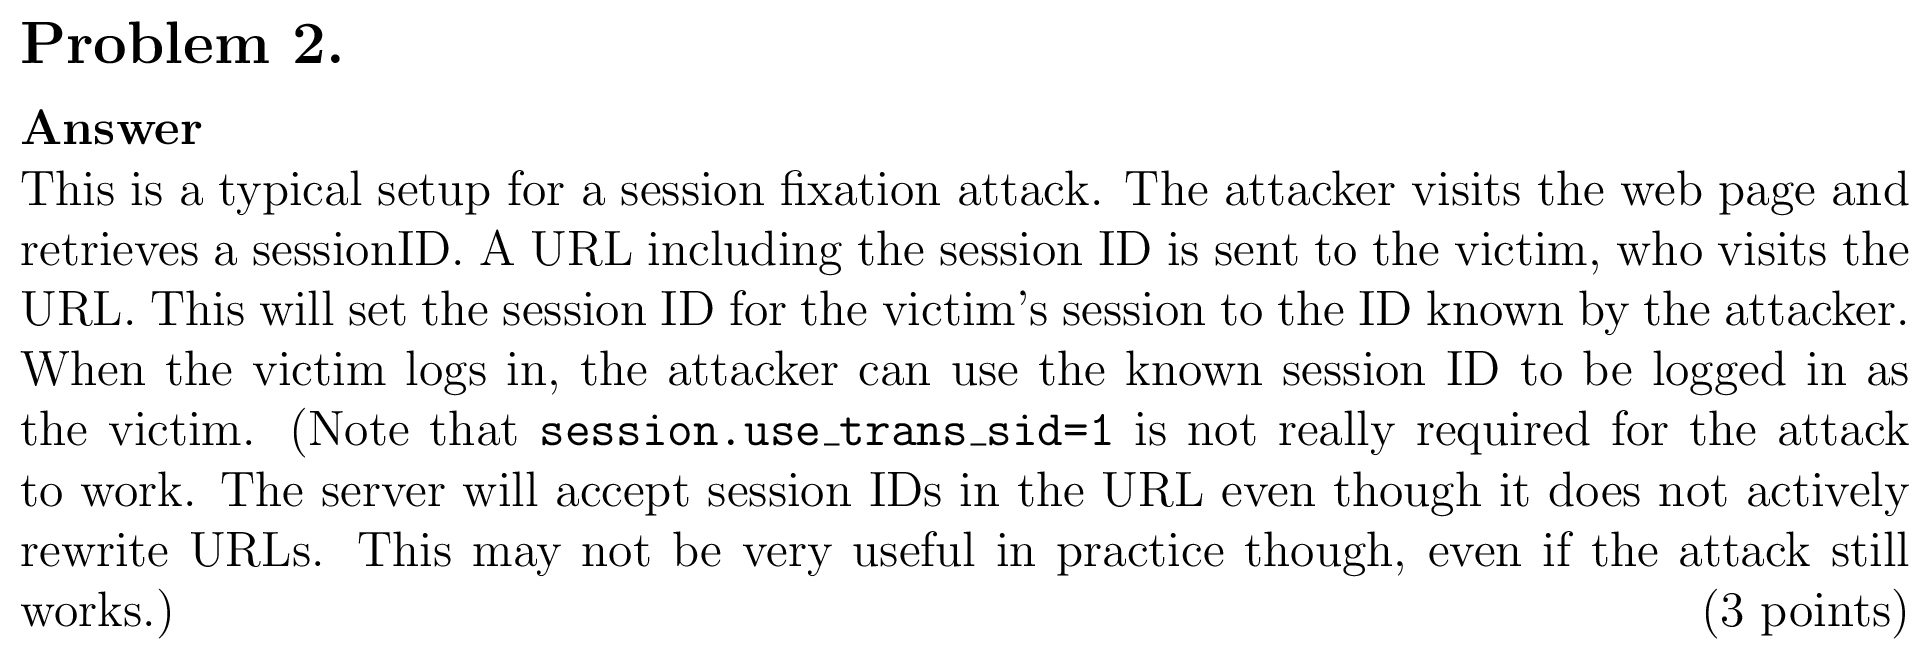 Problem 2.
Answer
This is a typical setup for a session fixation attack. The attacker visits the web page and
retrieves a sessionID. A URL including the session ID is sent to the victim, who visits the
URL. This will set the session ID for the victim's session to the ID known by the attacker.
When the victim logs in, the attacker can use the known session ID to be logged in as
the victim. (Note that session.use_trans_sid=1 is not really required for the attack
to work. The server will accept session IDs in the URL even though it does not actively
rewrite URLs. This may not be very useful in practice though, even if the attack still
works.) (3 points)